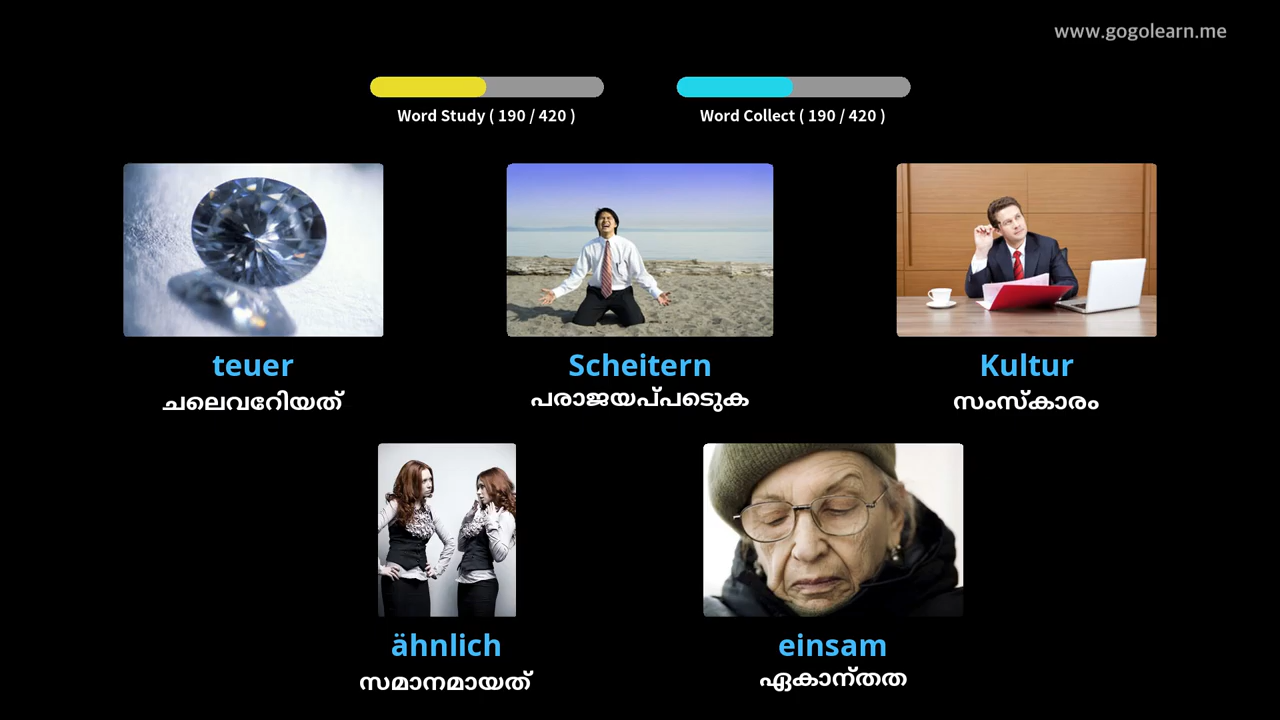 www.gogolearn.me
Word Study ( 190 / 420 )
Word Collect ( 190 / 420 )
teuer
ചെലവേറിയത്
Scheitern
പരാജയപ്പെടുക
Kultur
സംസ്കാരം
ähnlich
സമാനമായത്
einsam
ഏകാന്തത